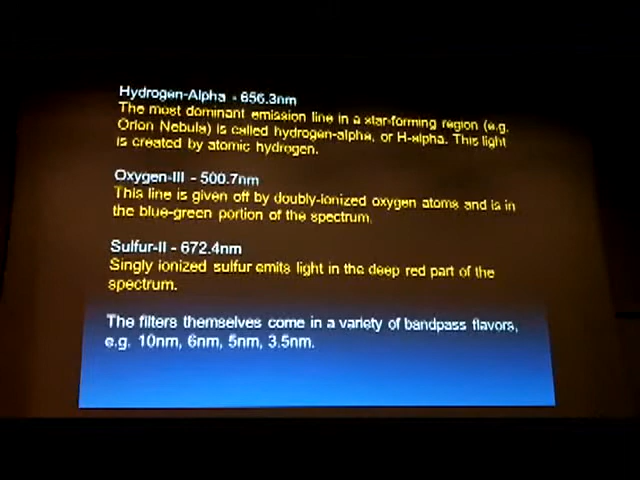 Hydrogen-Alpha - 656.3nm
The most dominant emission line in a star-forming region (e.g.
Orion Nebula) is called hydrogen-alpha, or H-alpha. This light
is created by atomic hydrogen.
Oxygen-III - 500.7nm
This line is given off by doubly-ionized oxygen atoms and is in
the blue-green portion of the spectrum.
Sulfur-II - 672.4nm
Singly ionized sulfur emits light in the deep red part of the
spectrum.
The filters themselves come in a variety of bandpass flavors,
e.g. 10nm, 6nm, 5nm, 3.5nm.